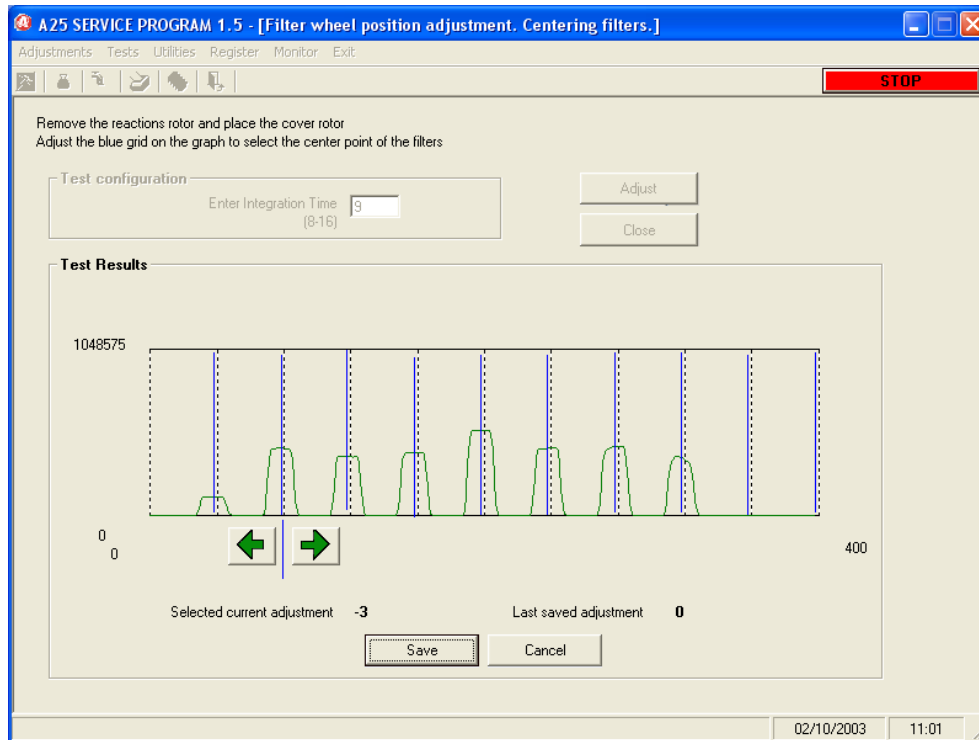 A25 SERVICE PROGRAM 1.5 - [Filter wheel position adjustment. Centering filters.]
Adjustments Tests Utilities Register Monitor Exit
STOP
Remove the reactions rotor and place the cover rotor
Adjust the blue grid on the graph to select the center point of the filters
Test configuration
Enter Integration Time 9
(8-16)
Adjust
Close
Test Results
1048575
0
0
400
Selected current adjustment -3 Last saved adjustment 0
Save Cancel
02/10/2003 11:01